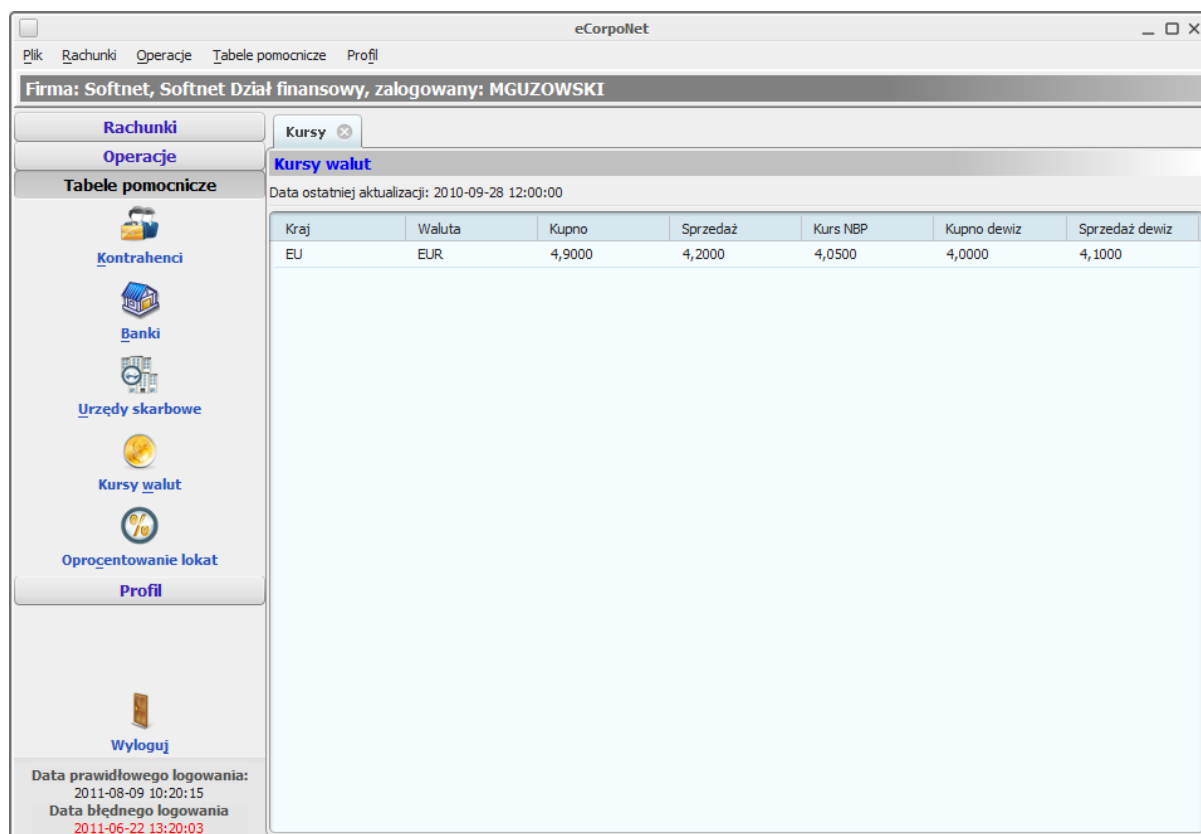 eCorpoNet
Plik Rachunki Operacje Tabele pomocnicze Profil
Firma: Softnet, Softnet Dział finansowy, zalogowany: MGUZOWSKI
Rachunki
Operacje
Tabele pomocnicze
Kontrahenci
Banki
Urzędy skarbowe
Kursy walut
Oprocentowanie lokat
Profil
Wyloguj
Data prawidłowego logowania:
2011-08-09 10:20:15
Data błędnego logowania
2011-06-22 13:20:03
Kursy
Kursy walut
Data ostatniej aktualizacji: 2010-09-28 12:00:00
Kraj Waluta Kupno Sprzedaż Kurs NBP Kupno dewiz Sprzedaż dewiz
EU EUR 4,9000 4,2000 4,0500 4,0000 4,1000